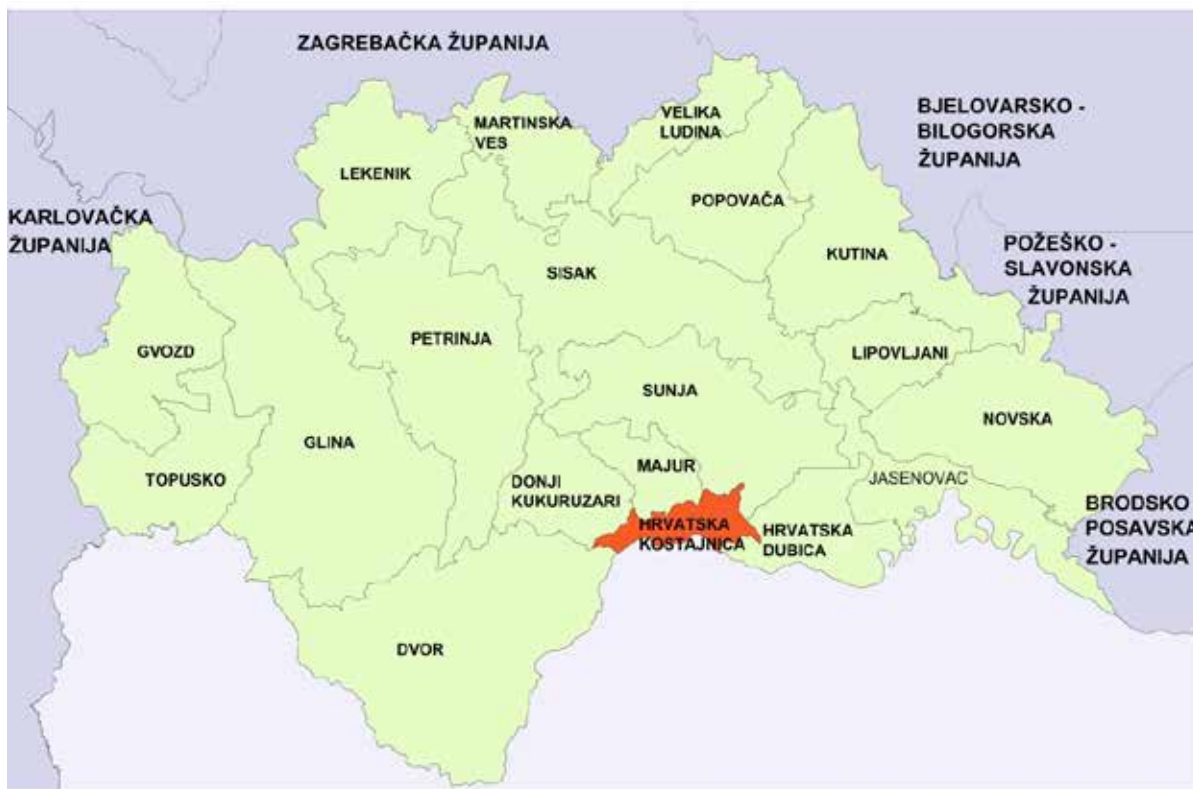 ZAGREBAČKA ŽUPANIJA
BJELOVARSKO -
BILOGORSKA
ŽUPANIJA
VELIKA
LUDINA
MARTINSKA
VES
LEKENIK
POPOVAČA
KARLOVAČKA
ŽUPANIJA
POŽEŠKO -
SLAVONSKA
ŽUPANIJA
KUTINA
SISAK
PETRINJA
GVOZD
LIPOVLJANI
SUNJA
NOVSKA
GLINA
TOPUSKO
DONJI
KUKURUZARI
MAJUR
JASENOVAC
HRVATSKA
KOSTAJNICA
HRVATSKA
DUBICA
BRODSKO
POSAVSKA
ŽUPANIJA
DVOR